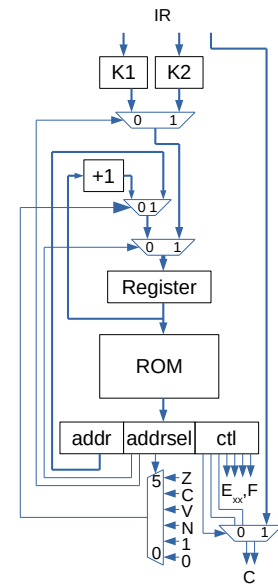 IR
K1 K2
0 1
+1
0 1
0 1
Register
ROM
addr addrsel ctl
5 Z
C
V
N
1
0 0
Exx,F
0 1
C